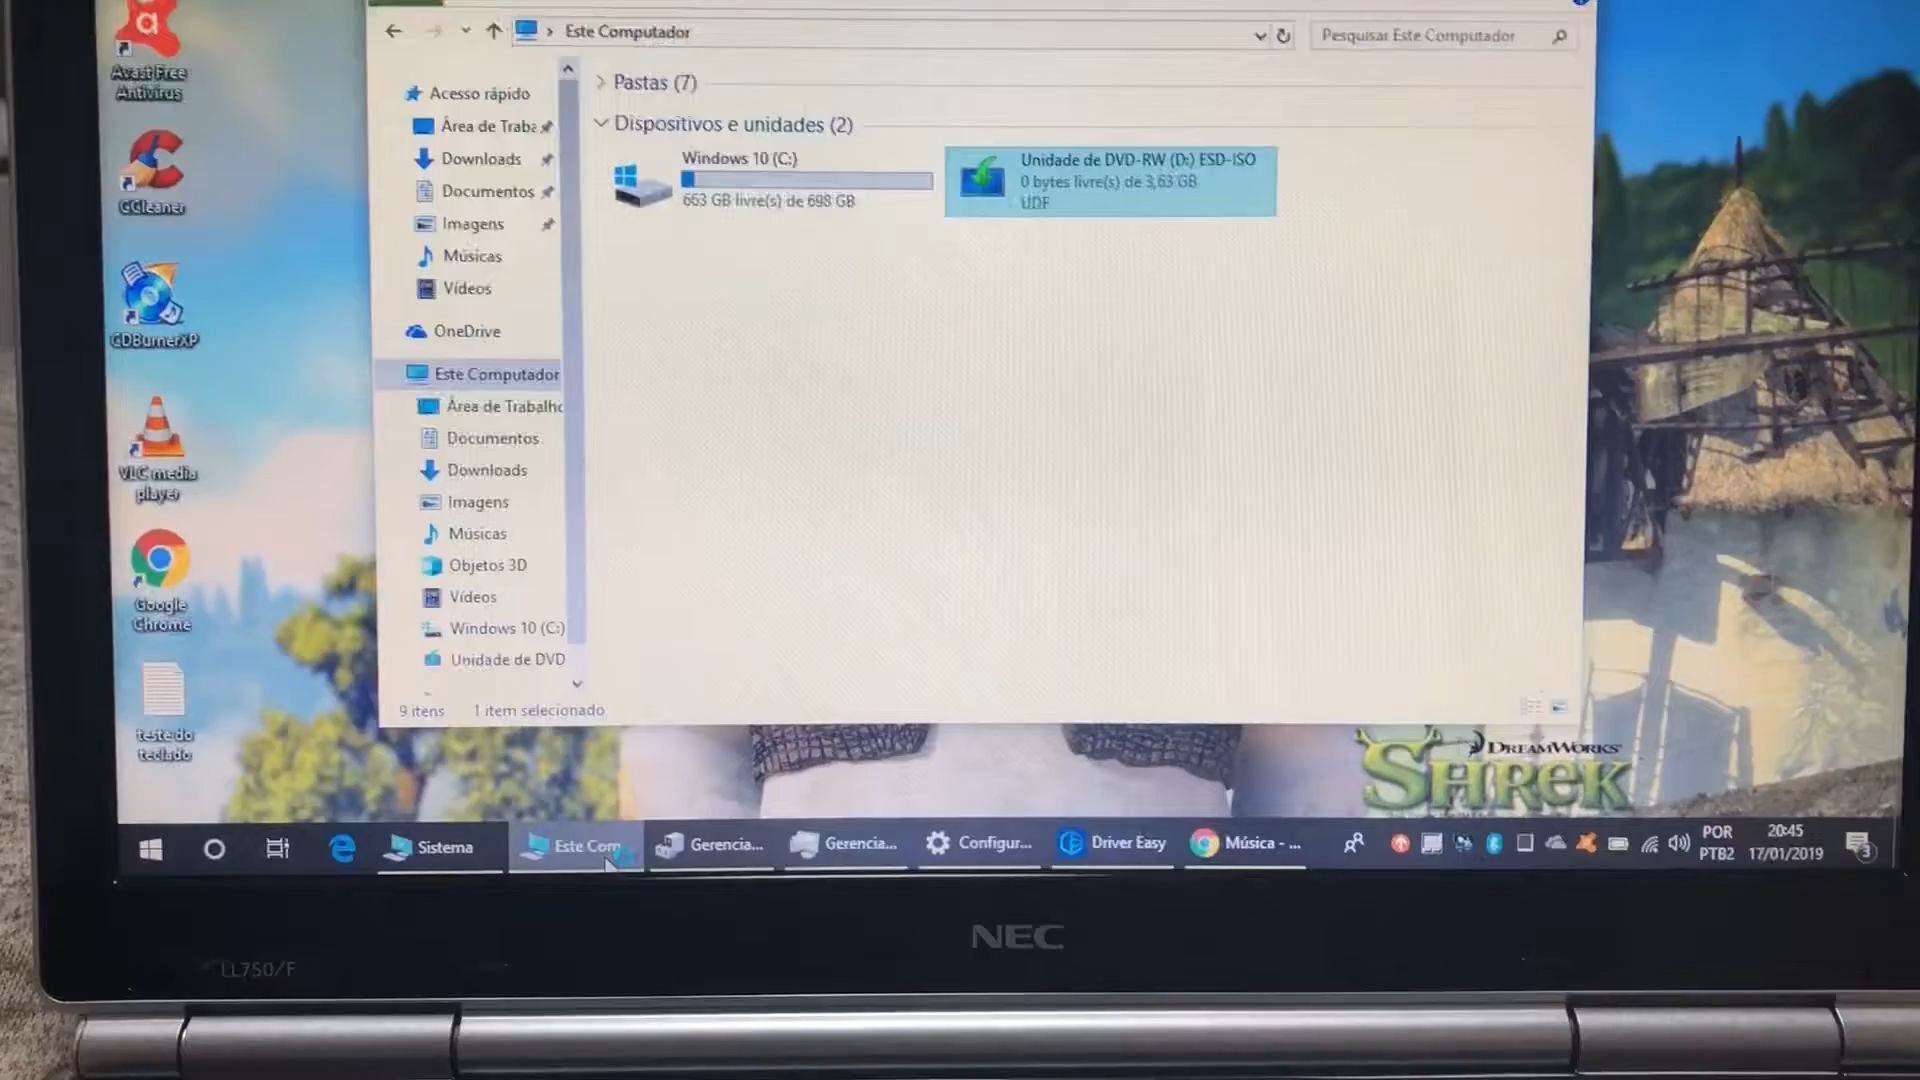 Este Computador
Pesquisar Este Computador
Avast Free
Antivirus
CCleaner
CDBurnerXP
VLC media
player
Google
Chrome
teste do
teclado
Acesso rápido
Área de Traba
Downloads
Documentos
Imagens
Músicas
Vídeos
OneDrive
Este Computador
Área de Trabalho
Documentos
Downloads
Imagens
Músicas
Objetos 3D
Vídeos
Windows 10 (C:)
Unidade de DVD
Pastas (7)
Dispositivos e unidades (2)
Windows 10 (C:)
663 GB livre(s) de 698 GB
Unidade de DVD-RW (D:) ESD-ISO
0 bytes livre(s) de 3,63 GB
UDF
9 itens
1 item selecionado
DREAMWORKS
SHREK
Sistema
Este Com
Gerencia...
Gerencia...
Configur...
Driver Easy
Música - ...
POR
PTB2
20:45
17/01/2019
3
NEC
LL750/F